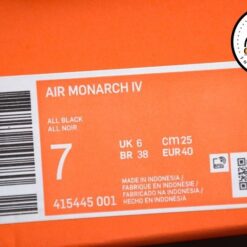 AIR MONARCH IV
ALL BLACK
ALL NOIR
7
UK 6
CM 25
BR 38
EUR 40
415445 001
MADE IN INDONESIA /
FABRIQUE EN INDONESIE /
FABRICADO NA INDONESIA /
HECHO EN INDONESIA